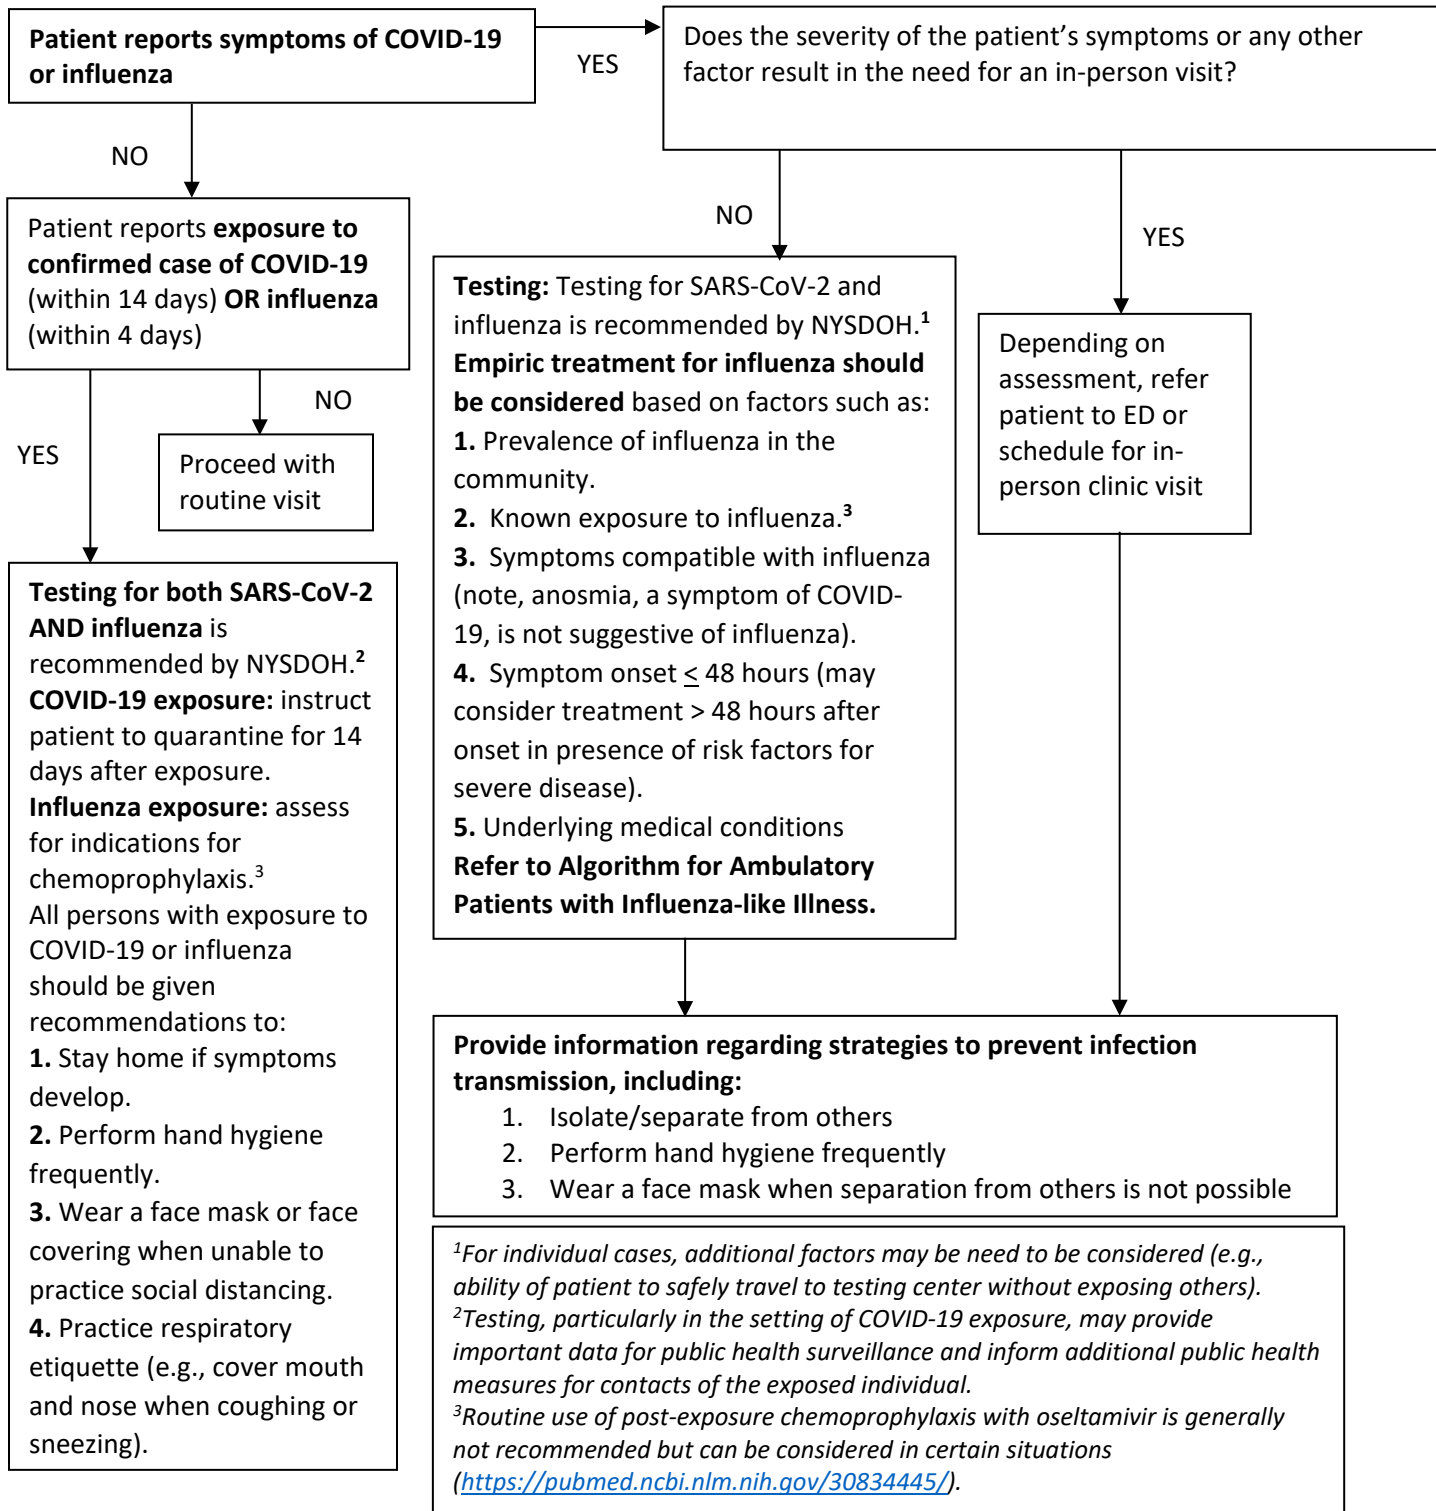 Patient reports symptoms of COVID-19
or influenza
YES
Does the severity of the patient’s symptoms or any other
factor result in the need for an in-person visit?
NO
Patient reports exposure to
confirmed case of COVID-19
(within 14 days) OR influenza
(within 4 days)
NO
YES
Proceed with
routine visit
YES
NO
Testing: Testing for SARS-CoV-2 and
influenza is recommended by NYSDOH.1
Empiric treatment for influenza should
be considered based on factors such as:
1. Prevalence of influenza in the
community.
2. Known exposure to influenza.3
3. Symptoms compatible with influenza
(note, anosmia, a symptom of COVID-
19, is not suggestive of influenza).
4. Symptom onset < 48 hours (may
consider treatment > 48 hours after
onset in presence of risk factors for
severe disease).
5. Underlying medical conditions
Refer to Algorithm for Ambulatory
Patients with Influenza-like Illness.
Depending on
assessment, refer
patient to ED or
schedule for in-
person clinic visit
Testing for both SARS-CoV-2
AND influenza is
recommended by NYSDOH.2
COVID-19 exposure: instruct
patient to quarantine for 14
days after exposure.
Influenza exposure: assess
for indications for
chemoprophylaxis.3
All persons with exposure to
COVID-19 or influenza
should be given
recommendations to:
1. Stay home if symptoms
develop.
2. Perform hand hygiene
frequently.
3. Wear a face mask or face
covering when unable to
practice social distancing.
4. Practice respiratory
etiquette (e.g., cover mouth
and nose when coughing or
sneezing).
Provide information regarding strategies to prevent infection
transmission, including:
1. Isolate/separate from others
2. Perform hand hygiene frequently
3. Wear a face mask when separation from others is not possible
1For individual cases, additional factors may be need to be considered (e.g.,
ability of patient to safely travel to testing center without exposing others).
2Testing, particularly in the setting of COVID-19 exposure, may provide
important data for public health surveillance and inform additional public health
measures for contacts of the exposed individual.
3Routine use of post-exposure chemoprophylaxis with oseltamivir is generally
not recommended but can be considered in certain situations
(https://pubmed.ncbi.nlm.nih.gov/30834445/).